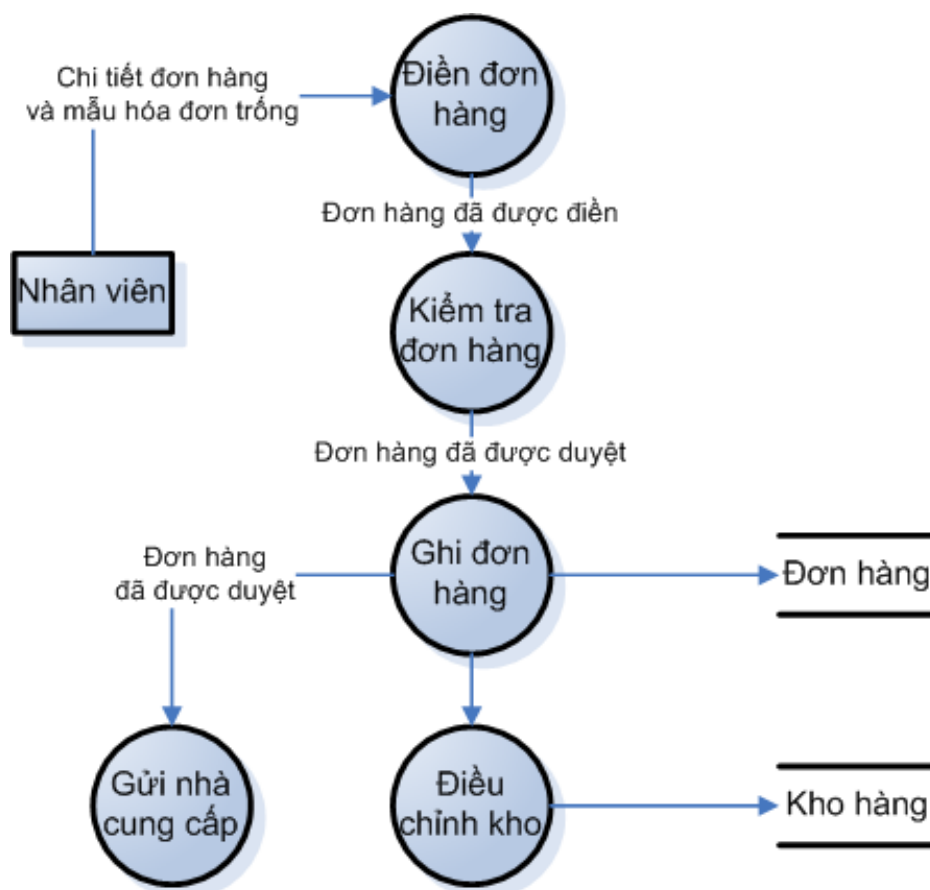 Chi tiết đơn hàng
và mẫu hóa đơn trống
Điền đơn
hàng
Đơn hàng đã được điền
Nhân viên
Kiểm tra
đơn hàng
Đơn hàng đã được duyệt
Đơn hàng
đã được duyệt
Ghi đơn
hàng
Đơn hàng
Gửi nhà
cung cấp
Điều
chỉnh kho
Kho hàng